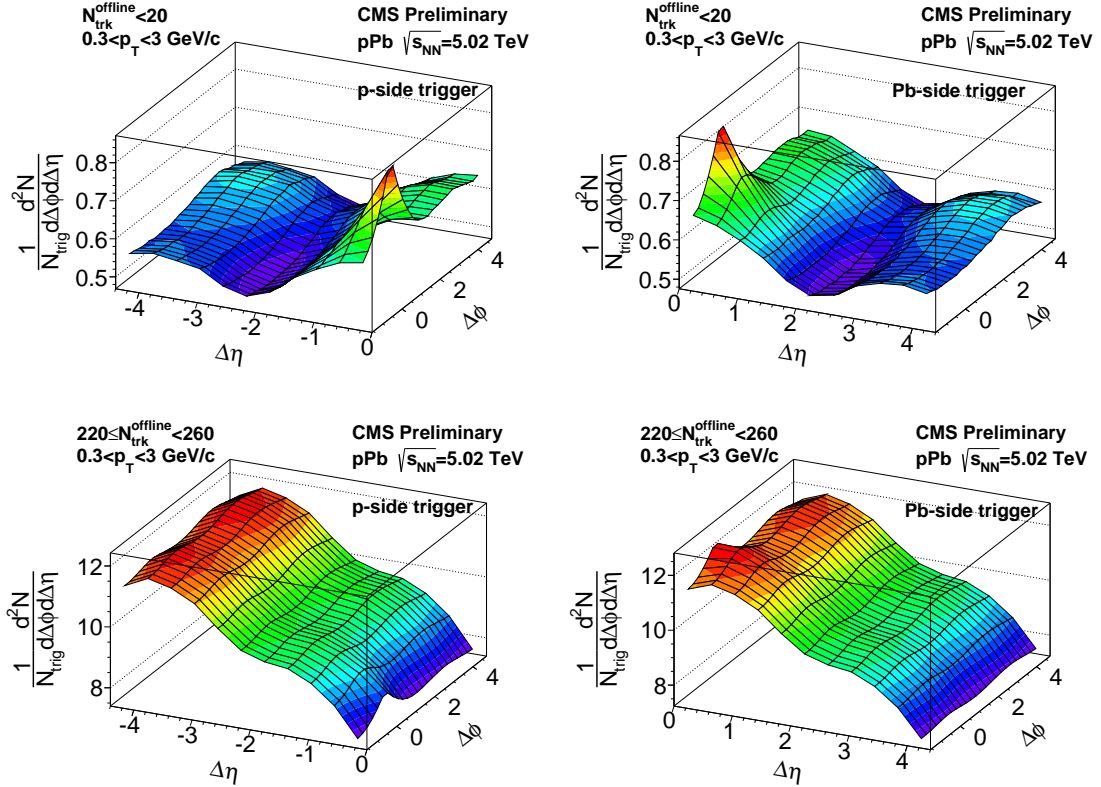 N_trk^offline<20
0.3<p_T<3 GeV/c
CMS Preliminary
pPb √s_NN=5.02 TeV
p-side trigger
1/N_trig d²N/dΔφdΔη
0.8
0.7
0.6
0.5
-4
-3
-2
-1
0
Δη
0
2
4
Δφ
N_trk^offline<20
0.3<p_T<3 GeV/c
CMS Preliminary
pPb √s_NN=5.02 TeV
Pb-side trigger
1/N_trig d²N/dΔφdΔη
0.8
0.7
0.6
0.5
0
1
2
3
4
Δη
0
2
4
Δφ
220≤N_trk^offline<260
0.3<p_T<3 GeV/c
CMS Preliminary
pPb √s_NN=5.02 TeV
p-side trigger
1/N_trig d²N/dΔφdΔη
12
10
8
-4
-3
-2
-1
0
Δη
0
2
4
Δφ
220≤N_trk^offline<260
0.3<p_T<3 GeV/c
CMS Preliminary
pPb √s_NN=5.02 TeV
Pb-side trigger
1/N_trig d²N/dΔφdΔη
12
10
8
0
1
2
3
4
Δη
0
2
4
Δφ